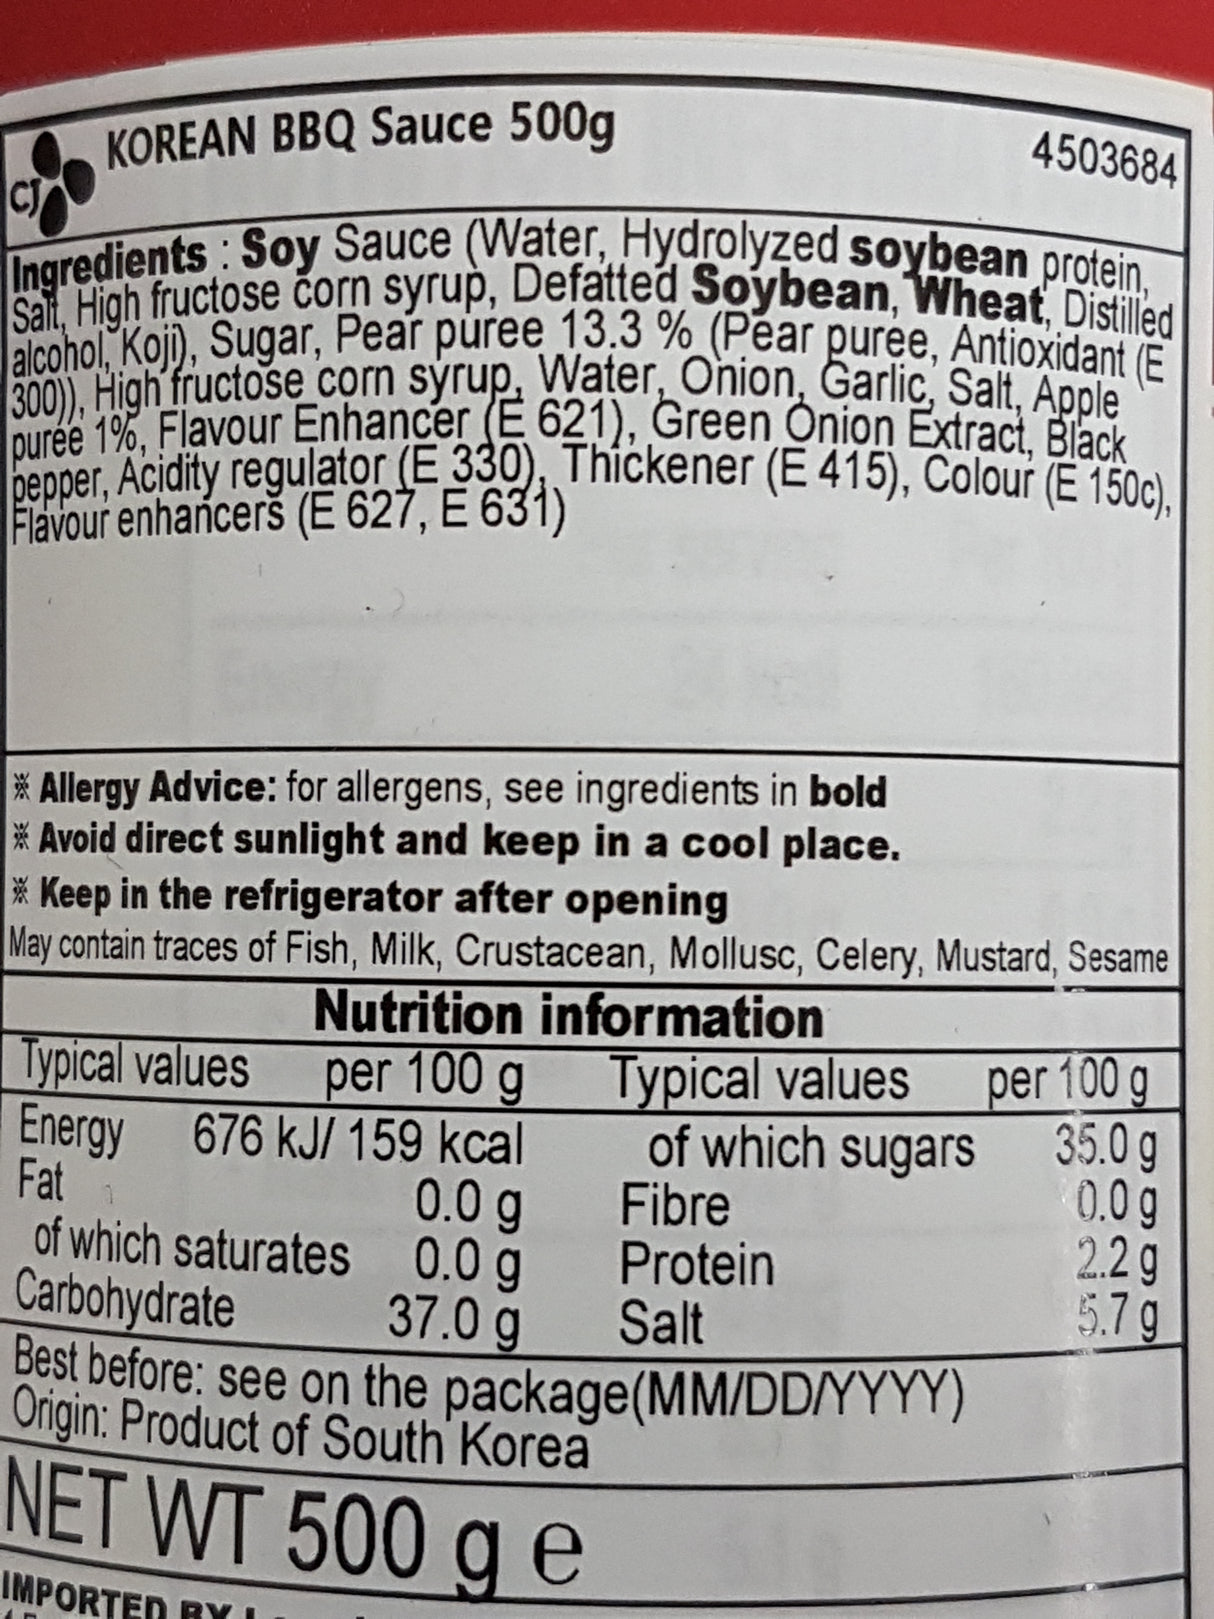 CJ
KOREAN BBQ Sauce 500g
4503684
Ingredients : Soy Sauce (Water, Hydrolyzed soybean protein,
Salt, High fructose corn syrup, Defatted Soybean, Wheat, Distilled
alcohol, Koji), Sugar, Pear puree 13.3 % (Pear puree, Antioxidant (E
300)), High fructose corn syrup, Water, Onion, Garlic, Salt, Apple
puree 1%, Flavour Enhancer (E 621), Green Onion Extract, Black
pepper, Acidity regulator (E 330), Thickener (E 415), Colour (E 150c),
Flavour enhancers (E 627, E 631)
※ Allergy Advice: for allergens, see ingredients in bold
※ Avoid direct sunlight and keep in a cool place.
※ Keep in the refrigerator after opening
May contain traces of Fish, Milk, Crustacean, Mollusc, Celery, Mustard, Sesame
Nutrition information
Typical values per 100 g Typical values per 100 g
Energy 676 kJ/ 159 kcal of which sugars 35.0 g
Fat 0.0 g Fibre 0.0 g
of which saturates 0.0 g Protein 2.2 g
Carbohydrate 37.0 g Salt 5.7 g
Best before: see on the package(MM/DD/YYYY)
Origin: Product of South Korea
NET WT 500 g e
IMPORTED BY